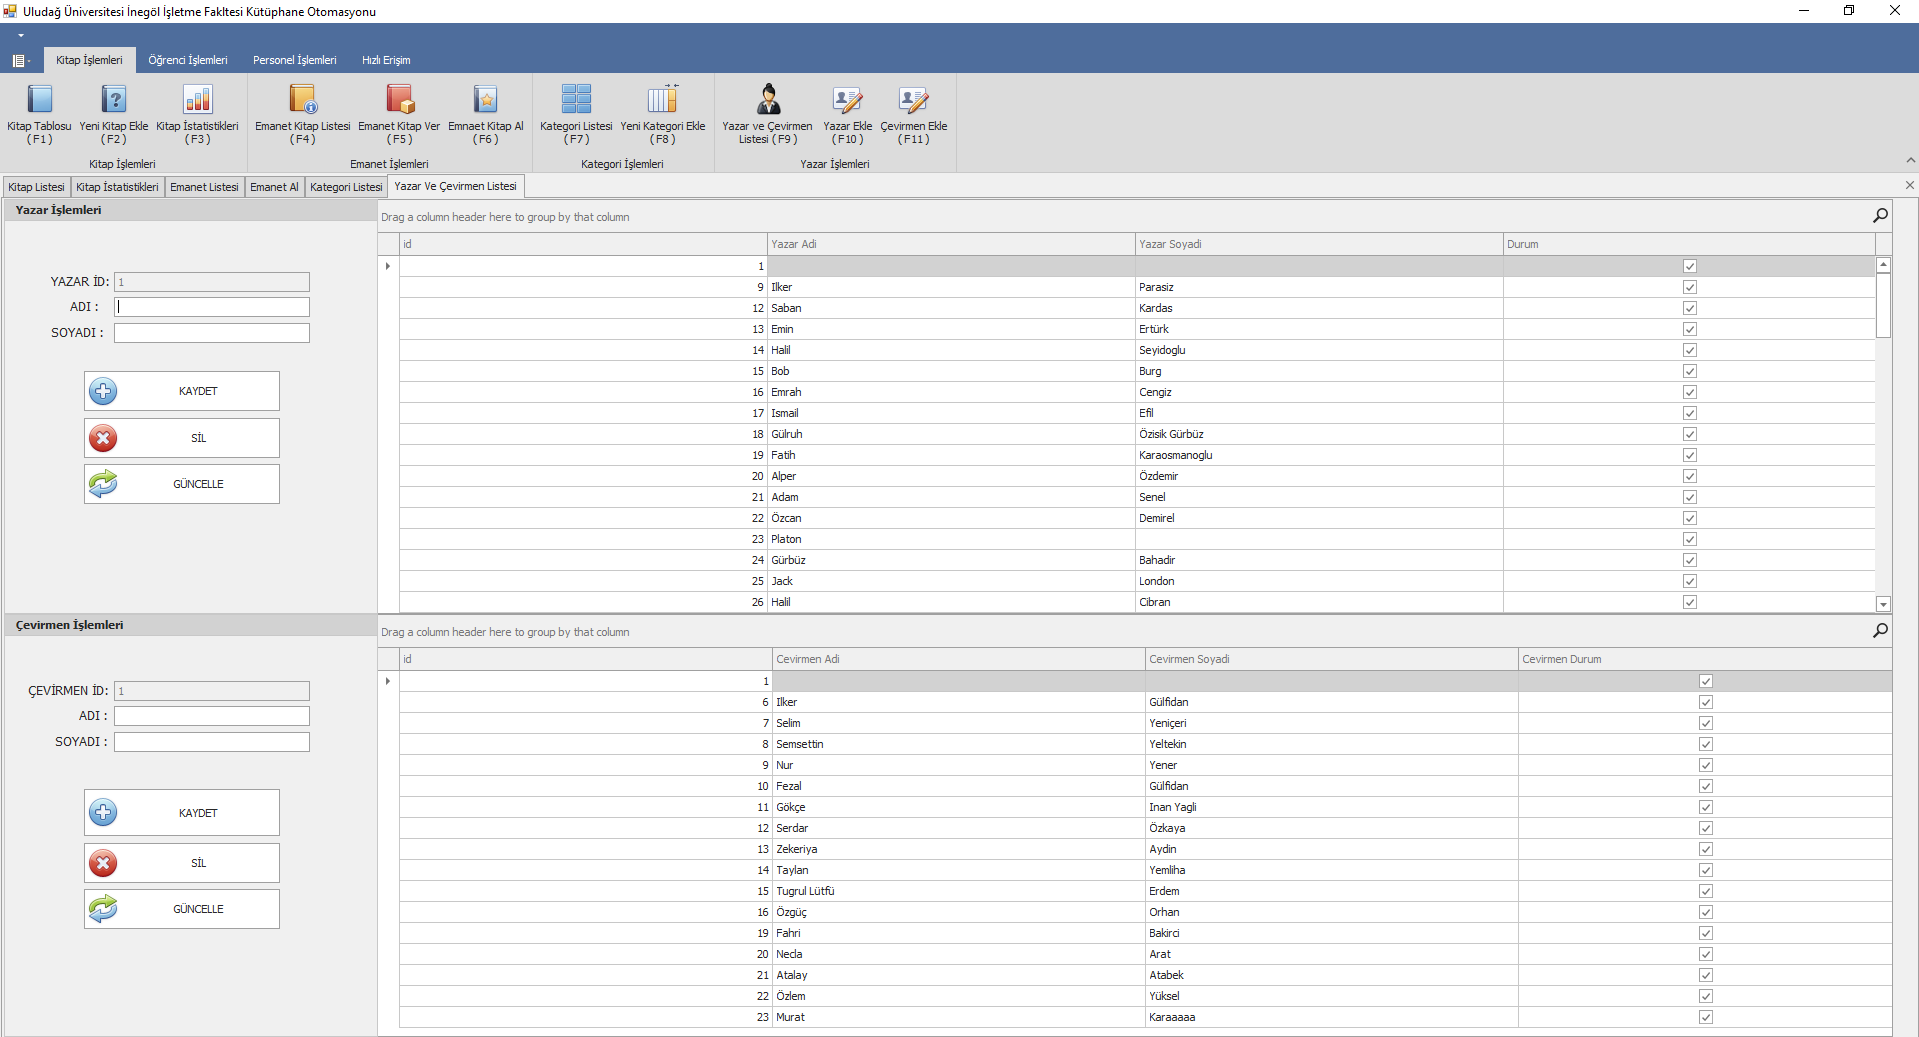 Uludağ Üniversitesi İnegöl İşletme Fakltesi Kütüphane Otomasyonu
Kitap İşlemleri Öğrenci İşlemleri Personel İşlemleri Hızlı Erişim
Kitap Tablosu Yeni Kitap Ekle Kitap İstatistikleri Emanet Kitap Listesi Emanet Kitap Ver Emnaet Kitap Al Kategori Listesi Yeni Kategori Ekle Yazar ve Çevirmen Yazar Ekle Çevirmen Ekle
( F1 ) ( F2 ) ( F3 ) ( F4 ) ( F5 ) ( F6 ) ( F7 ) ( F8 ) Listesi ( F9 ) ( F10 ) ( F11 )
Kitap İşlemleri Emanet İşlemleri Kategori İşlemleri Yazar İşlemleri
Kitap Listesi Kitap İstatistikleri Emanet Listesi Emanet Al Kategori Listesi Yazar Ve Çevirmen Listesi
Yazar İşlemleri
YAZAR İD: 1
ADI :
SOYADI :
KAYDET
SİL
GÜNCELLE
Drag a column header here to group by that column
id Yazar Adi Yazar Soyadi Durum
1
9 Ilker Parasiz
12 Saban Kardas
13 Emin Ertürk
14 Halil Seyidoglu
15 Bob Burg
16 Emrah Cengiz
17 Ismail Efil
18 Gülruh Özisik Gürbüz
19 Fatih Karaosmanoglu
20 Alper Özdemir
21 Adam Senel
22 Özcan Demirel
23 Platon
24 Gürbüz Bahadir
25 Jack London
26 Halil Cibran
Çevirmen İşlemleri
ÇEVİRMEN İD: 1
ADI :
SOYADI :
KAYDET
SİL
GÜNCELLE
Drag a column header here to group by that column
id Cevirmen Adi Cevirmen Soyadi Cevirmen Durum
1
6 Ilker Gülfidan
7 Selim Yeniçeri
8 Semsettin Yeltekin
9 Nur Yener
10 Fezal Gülfidan
11 Gökçe Inan Yagli
12 Serdar Özkaya
13 Zekeriya Aydin
14 Taylan Yemliha
15 Tugrul Lütfü Erdem
16 Özgüç Orhan
19 Fahri Bakirci
20 Necla Arat
21 Atalay Atabek
22 Özlem Yüksel
23 Murat Karaaaaa